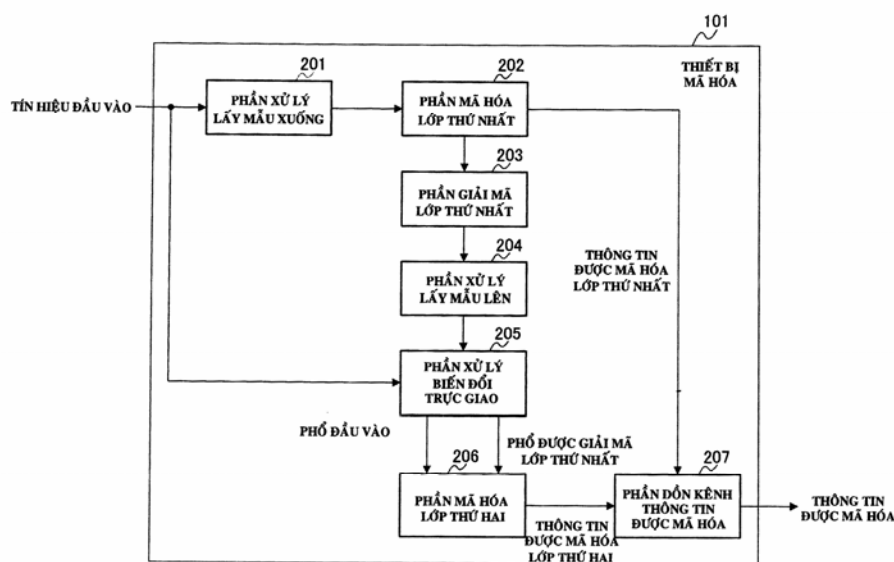 101
THIẾT BỊ
MÃ HÓA
201
202
TÍN HIỆU ĐẦU VÀO
PHẦN XỬ LÝ
LẤY MẪU XUỐNG
PHẦN MÃ HÓA
LỚP THỨ NHẤT
203
PHẦN GIẢI MÃ
LỚP THỨ NHẤT
204
PHẦN XỬ LÝ
LẤY MẪU LÊN
THÔNG TIN
ĐƯỢC MÃ HÓA
LỚP THỨ NHẤT
205
PHẦN XỬ LÝ
BIẾN ĐỔI
TRỰC GIAO
PHỔ ĐẦU VÀO
PHỔ ĐƯỢC GIẢI MÃ
LỚP THỨ NHẤT
206
207
PHẦN MÃ HÓA
LỚP THỨ HAI
PHẦN DỒN KÊNH
THÔNG TIN
ĐƯỢC MÃ HÓA
THÔNG TIN
ĐƯỢC MÃ HÓA
THÔNG TIN
ĐƯỢC MÃ HÓA
LỚP THỨ HAI